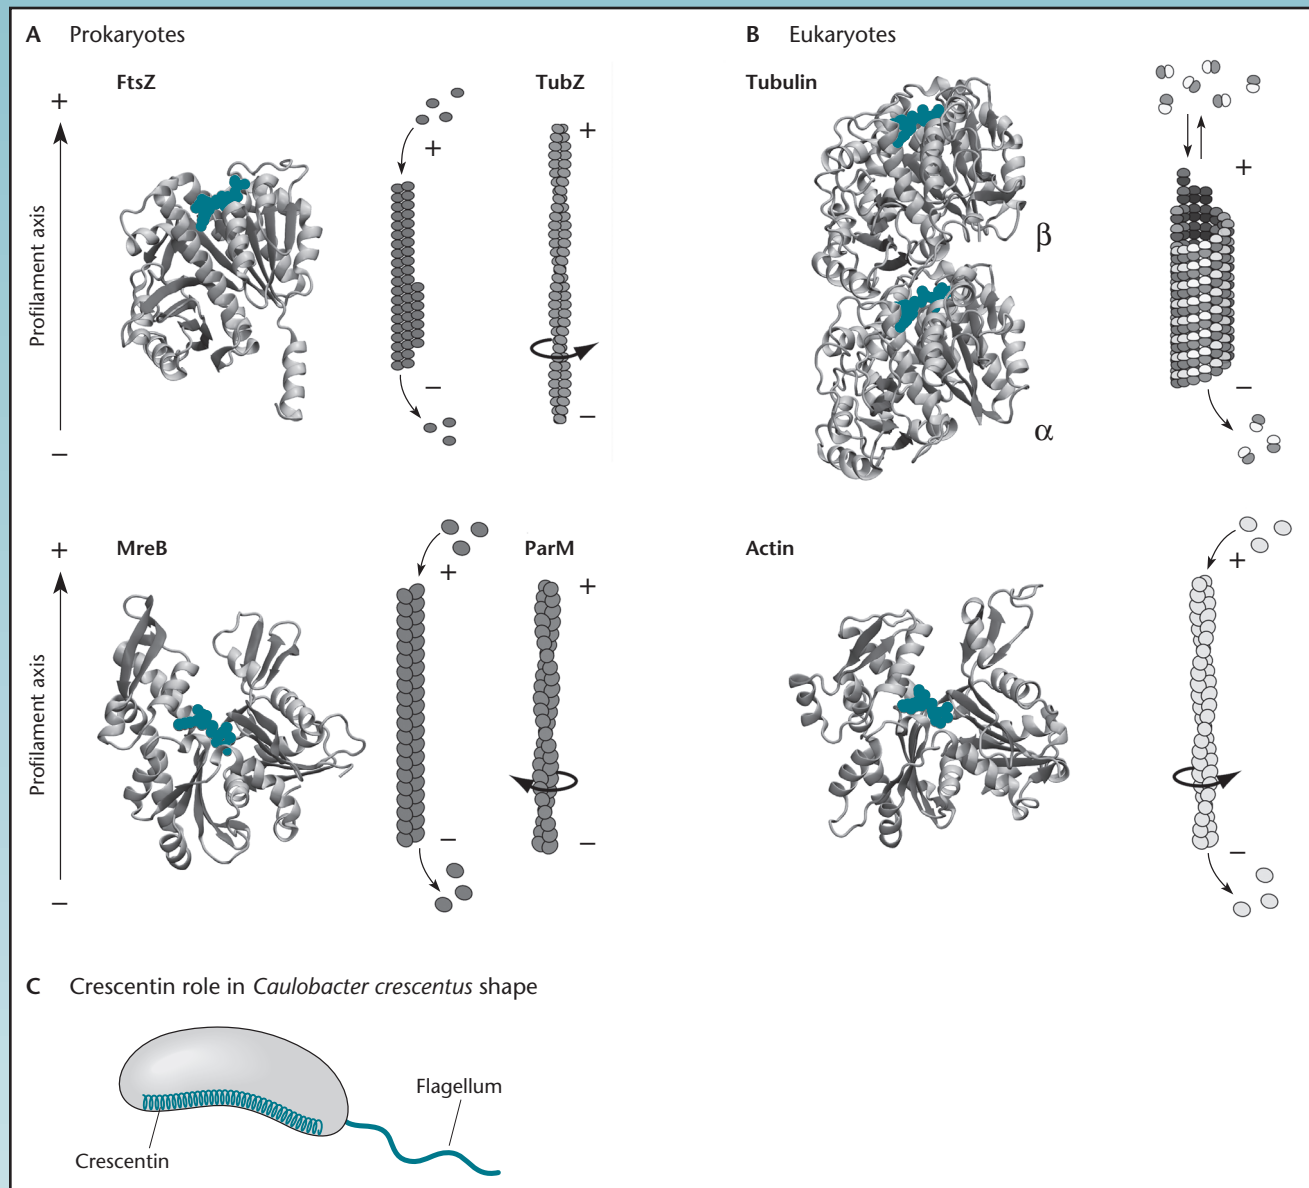 A Prokaryotes
FtsZ
TubZ
+
Profilament axis
−
+
−
+
−
B Eukaryotes
Tubulin
β
α
+
−
MreB
ParM
+
Profilament axis
−
+
−
+
−
Actin
+
−
C Crescentin role in Caulobacter crescentus shape
Flagellum
Crescentin